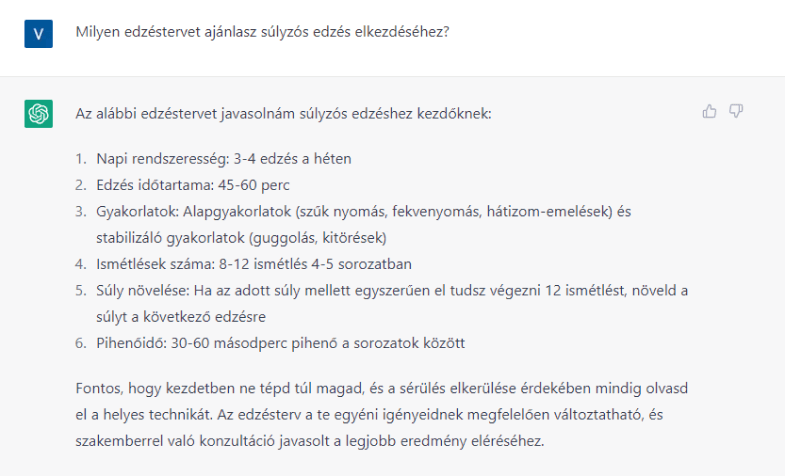 V
Milyen edzéstervet ajánlasz súlyzós edzés elkezdéséhez?
Az alábbi edzéstervet javasolnám súlyzós edzéshez kezdőknek:
1. Napi rendszeresség: 3-4 edzés a héten
2. Edzés időtartama: 45-60 perc
3. Gyakorlatok: Alapgyakorlatok (szűk nyomás, fekvenyomás, hátizom-emelések) és
stabilizáló gyakorlatok (guggolás, kitörések)
4. Ismétlések száma: 8-12 ismétlés 4-5 sorozatban
5. Súly növelése: Ha az adott súly mellett egyszerűen el tudsz végezni 12 ismétlést, növeld a
súlyt a következő edzésre
6. Pihenőidő: 30-60 másodperc pihenő a sorozatok között
Fontos, hogy kezdetben ne tépd túl magad, és a sérülés elkerülése érdekében mindig olvasd
el a helyes technikát. Az edzésterv a te egyéni igényeidnek megfelelően változtatható, és
szakemberrel való konzultáció javasolt a legjobb eredmény eléréséhez.